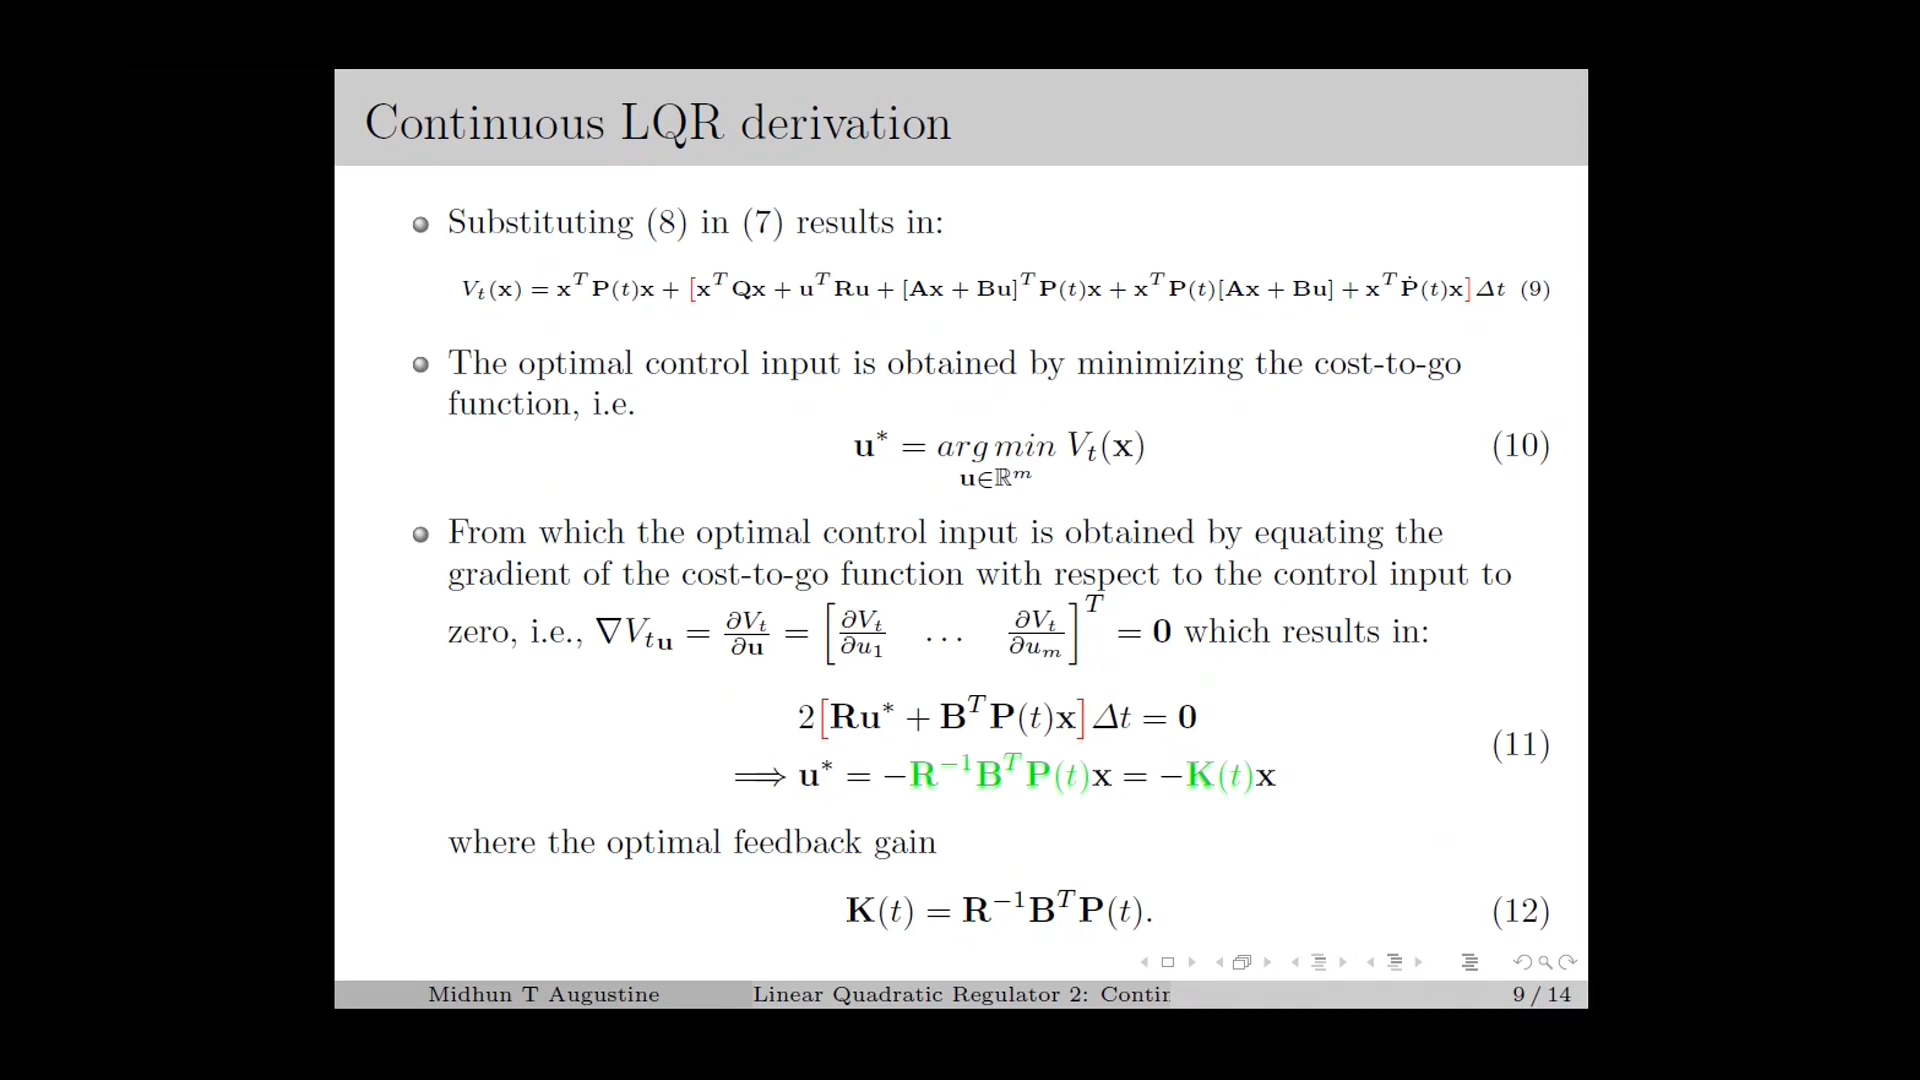 Continuous LQR derivation
Substituting (8) in (7) results in:
V_t(x) = x^T P(t)x + [x^T Qx + u^T Ru + [Ax + Bu]^T P(t)x + x^T P(t)[Ax + Bu] + x^T Ṗ(t)x]Δt (9)
The optimal control input is obtained by minimizing the cost-to-go
function, i.e.
u* = arg min V_t(x) (10)
u∈ℝ^m
From which the optimal control input is obtained by equating the
gradient of the cost-to-go function with respect to the control input to
zero, i.e., ∇V_{t u} = ∂V_t/∂u = [∂V_t/∂u_1 ... ∂V_t/∂u_m]^T = 0 which results in:
2[Ru* + B^T P(t)x]Δt = 0
(11)
⟹ u* = −R^{−1}B^T P(t)x = −K(t)x
where the optimal feedback gain
K(t) = R^{−1}B^T P(t). (12)
Midhun T Augustine Linear Quadratic Regulator 2: Contin 9 / 14